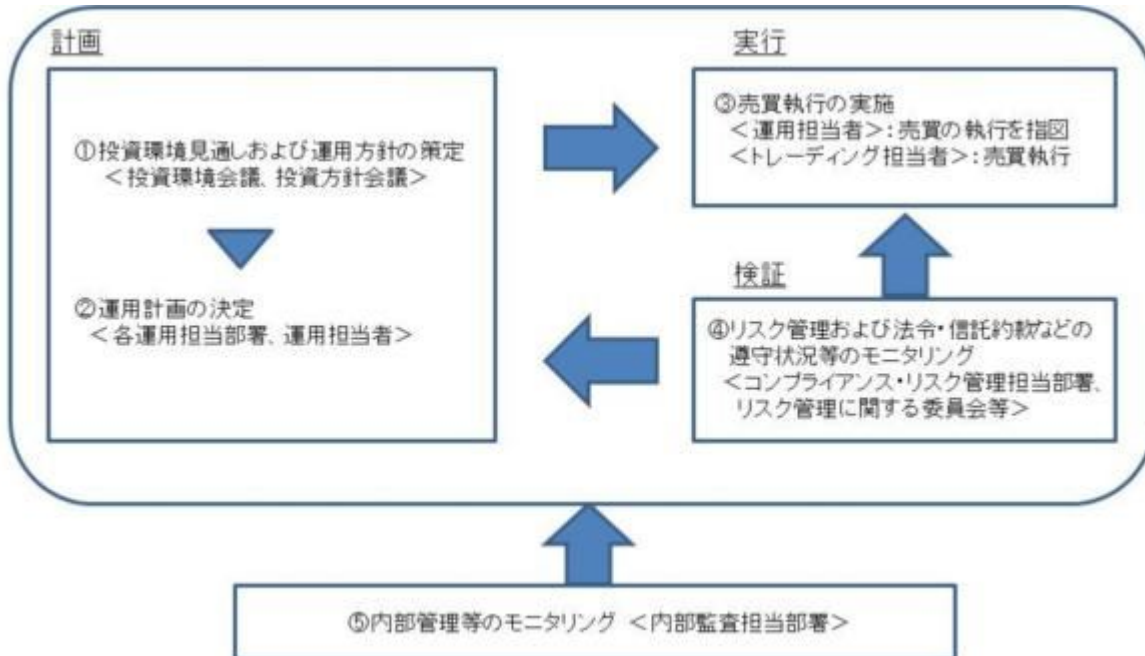 計画
①投資環境見通しおよび運用方針の策定
＜投資環境会議、投資方針会議＞
②運用計画の決定
＜各運用担当部署、運用担当者＞
実行
③売買執行の実施
＜運用担当者＞：売買の執行を指図
＜トレーディング担当者＞：売買執行
検証
④リスク管理および法令・信託約款などの
遵守状況等のモニタリング
＜コンプライアンス・リスク管理担当部署、
リスク管理に関する委員会等＞
⑤内部管理等のモニタリング ＜内部監査担当部署＞